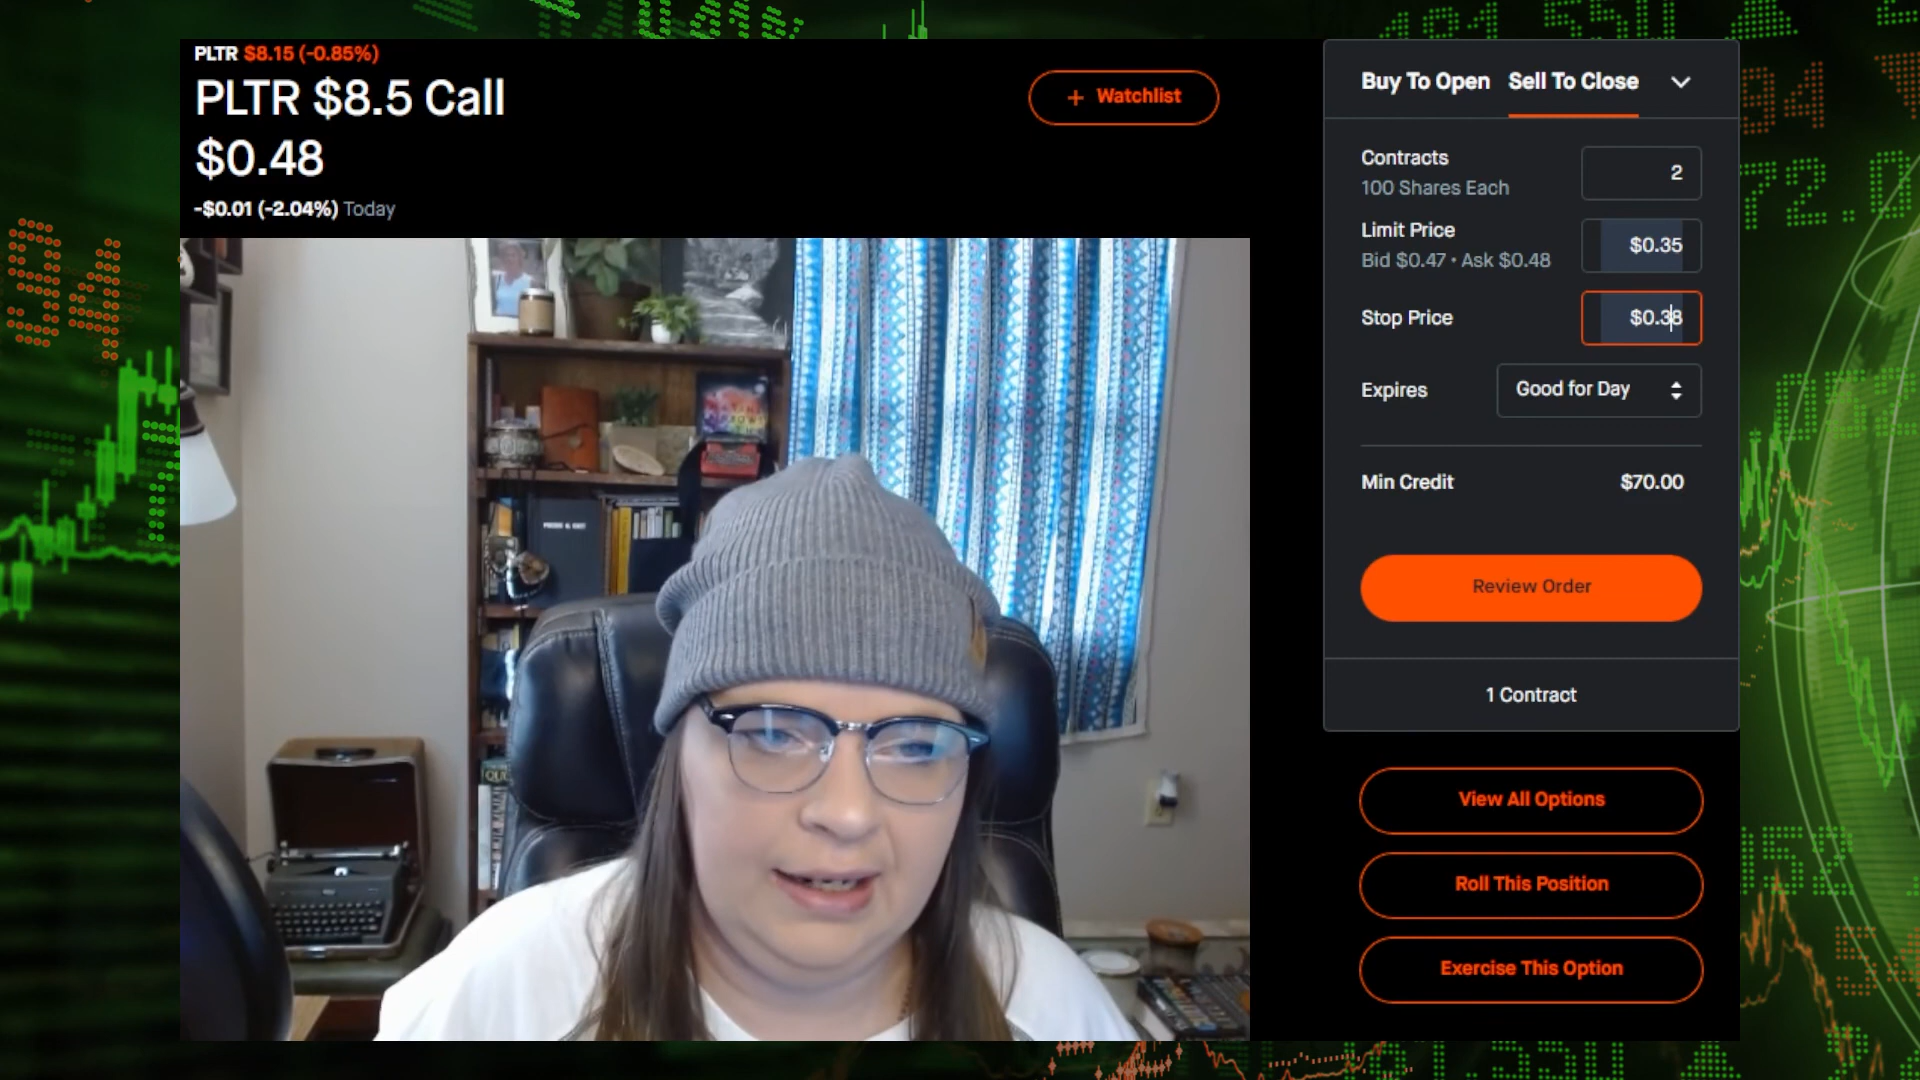 PLTR $8.15 (-0.85%)
PLTR $8.5 Call
$0.48
-$0.01 (-2.04%) Today
+ Watchlist
Buy To Open Sell To Close
Contracts
100 Shares Each
2
Limit Price
Bid $0.47 • Ask $0.48
$0.35
Stop Price
$0.38
Expires
Good for Day
Min Credit
$70.00
Review Order
1 Contract
View All Options
Roll This Position
Exercise This Option